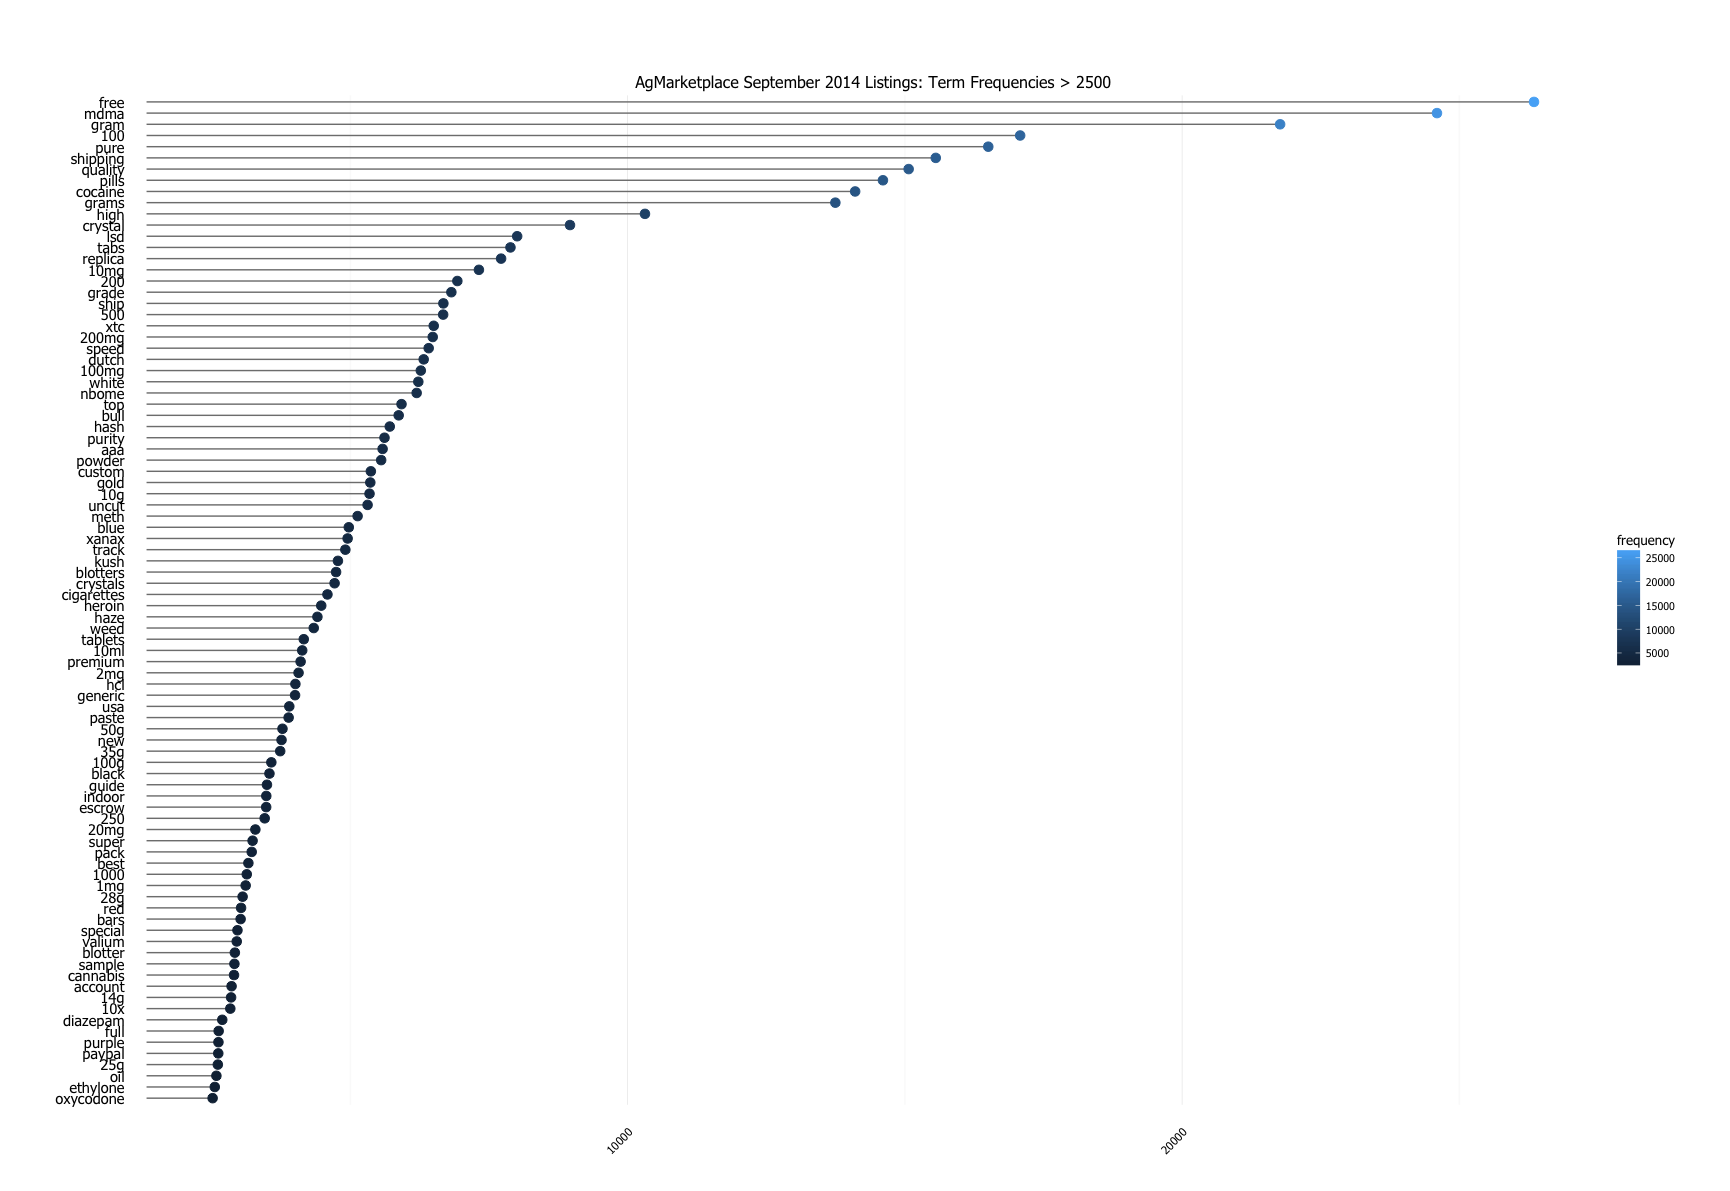 AgMarketplace September 2014 Listings: Term Frequencies > 2500
free
mdma
gram
100
pure
shipping
quality
pills
cocaine
grams
high
crystal
lsd
tabs
replica
10mg
200
grade
ship
500
xtc
200mg
speed
dutch
100mg
white
nbome
top
bull
hash
purity
aaa
powder
custom
gold
10g
uncut
meth
blue
xanax
track
kush
blotters
crystals
cigarettes
heroin
haze
weed
tablets
10ml
premium
2mg
hcl
generic
usa
paste
50g
new
35g
100g
black
guide
indoor
escrow
250
20mg
super
pack
best
1000
1mg
28g
red
bars
special
valium
blotter
sample
cannabis
account
14g
10x
diazepam
full
purple
paypal
25g
oil
ethylone
oxycodone
10000
20000
frequency
25000
20000
15000
10000
5000